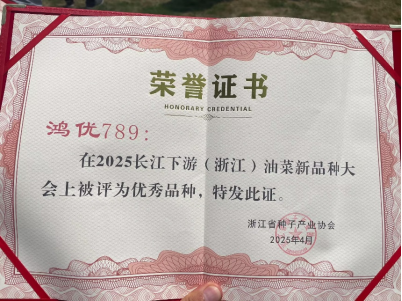 荣誉证书
HONORARY CREDENTIAL
鸿优789：
在2025长江下游（浙江）油菜新品种大
会上被评为优秀品种，特发此证。
浙江省种子产业协会
2025年4月